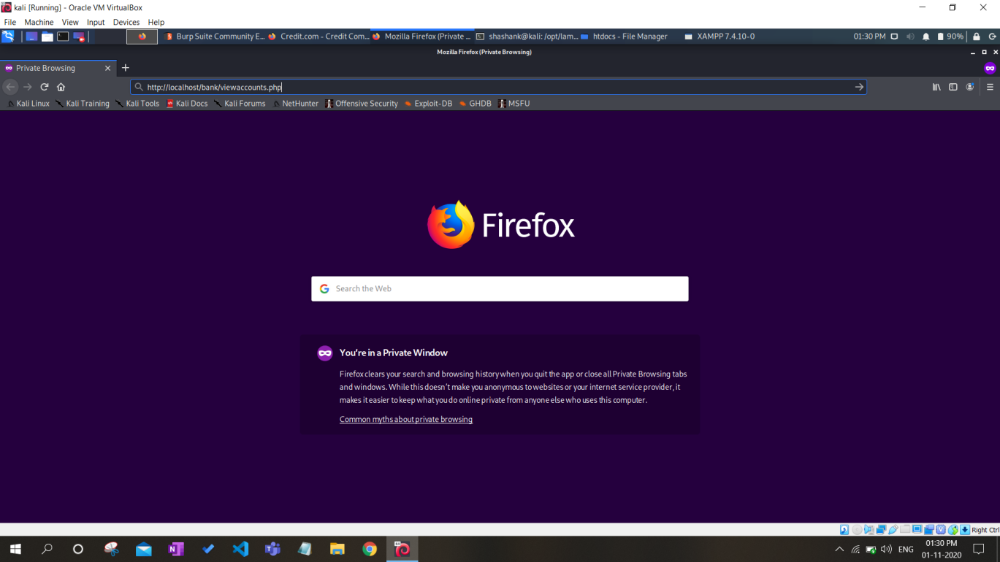 kali [Running] - Oracle VM VirtualBox
File Machine View Input Devices Help
Burp Suite Community E... Credit.com - Credit Com... Mozilla Firefox (Private ... shashank@kali: /opt/lam... htdocs - File Manager XAMPP 7.4.10-0 01:30 PM 90%
Mozilla Firefox (Private Browsing)
Private Browsing
http://localhost/bank/viewaccounts.php
Kali Linux Kali Training Kali Tools Kali Docs Kali Forums NetHunter Offensive Security Exploit-DB GHDB MSFU
Firefox
Search the Web
You're in a Private Window
Firefox clears your search and browsing history when you quit the app or close all Private Browsing tabs
and windows. While this doesn't make you anonymous to websites or your internet service provider, it
makes it easier to keep what you do online private from anyone else who uses this computer.
Common myths about private browsing
Right Ctrl
ENG 01:30 PM
01-11-2020